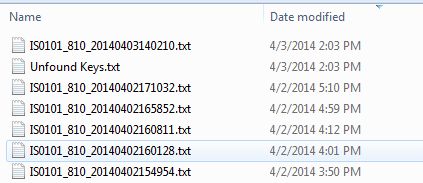 Name Date modified
IS0101_810_20140403140210.txt 4/3/2014 2:03 PM
Unfound Keys.txt 4/3/2014 2:03 PM
IS0101_810_20140402171032.txt 4/2/2014 5:10 PM
IS0101_810_20140402165852.txt 4/2/2014 4:59 PM
IS0101_810_20140402160811.txt 4/2/2014 4:12 PM
IS0101_810_20140402160128.txt 4/2/2014 4:01 PM
IS0101_810_20140402154954.txt 4/2/2014 3:50 PM